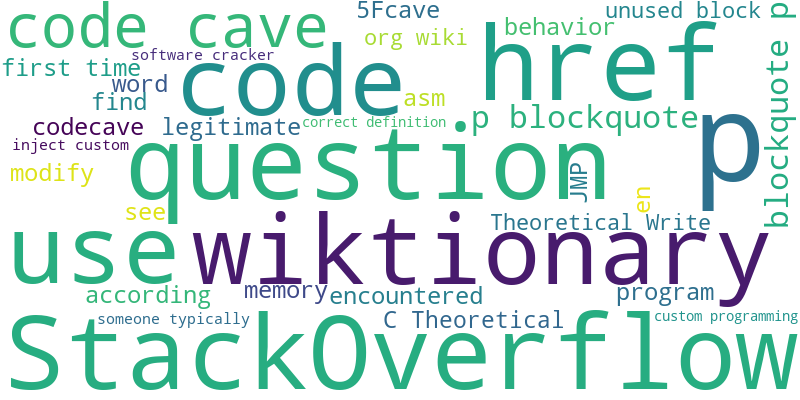 code cave
5Fcave
unused block
org wiki
behavior
software cracker
first time
word
code
href
find
asm
codecave
legitimate
correct definition
p blockquote
p
blockquote p
inject custom
question
modify
JMP
en
see
Theoretical Write
use
wiktionary
according
memory
encountered
program
someone typically
C Theoretical
custom programming
StackOverflow